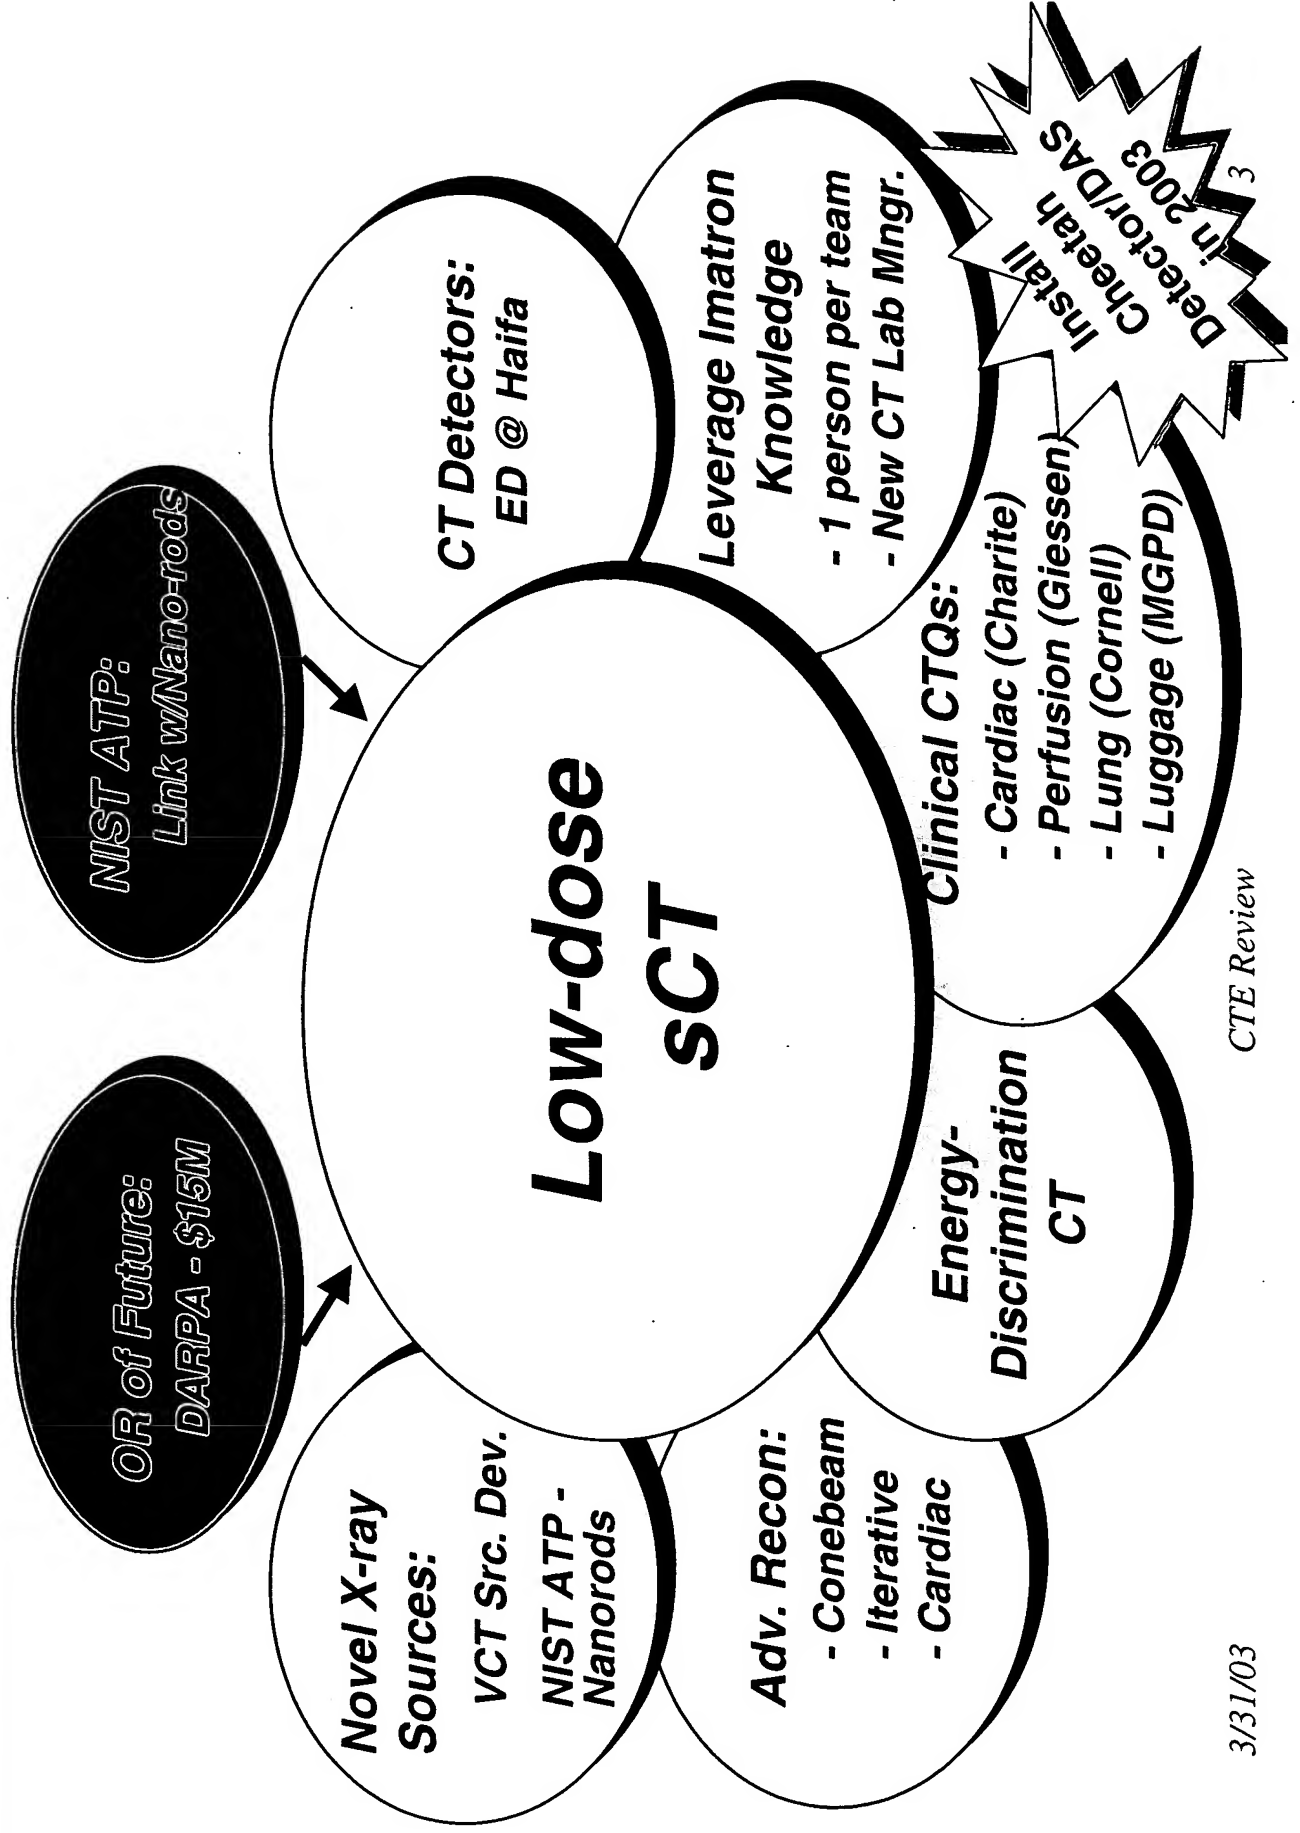 OR of Future:
DARPA - $15M
NIST ATP:
Link w/Nano-rods
Novel X-ray
Sources:
VCT Src. Dev.
NIST ATP -
Nanorods
CT Detectors:
ED @ Haifa
Low-dose
sCT
Adv. Recon:
- Conebeam
- Iterative
- Cardiac
Energy-
Discrimination
CT
Clinical CTQs:
- Cardiac (Charite)
- Perfusion (Giessen)
- Lung (Cornell)
- Luggage (MGPD)
Leverage Imatron
Knowledge
- 1 person per team
- New CT Lab Mngr.
Install
Cheetah
Detector/DAS
in 2003
3/31/03
CTE Review
3